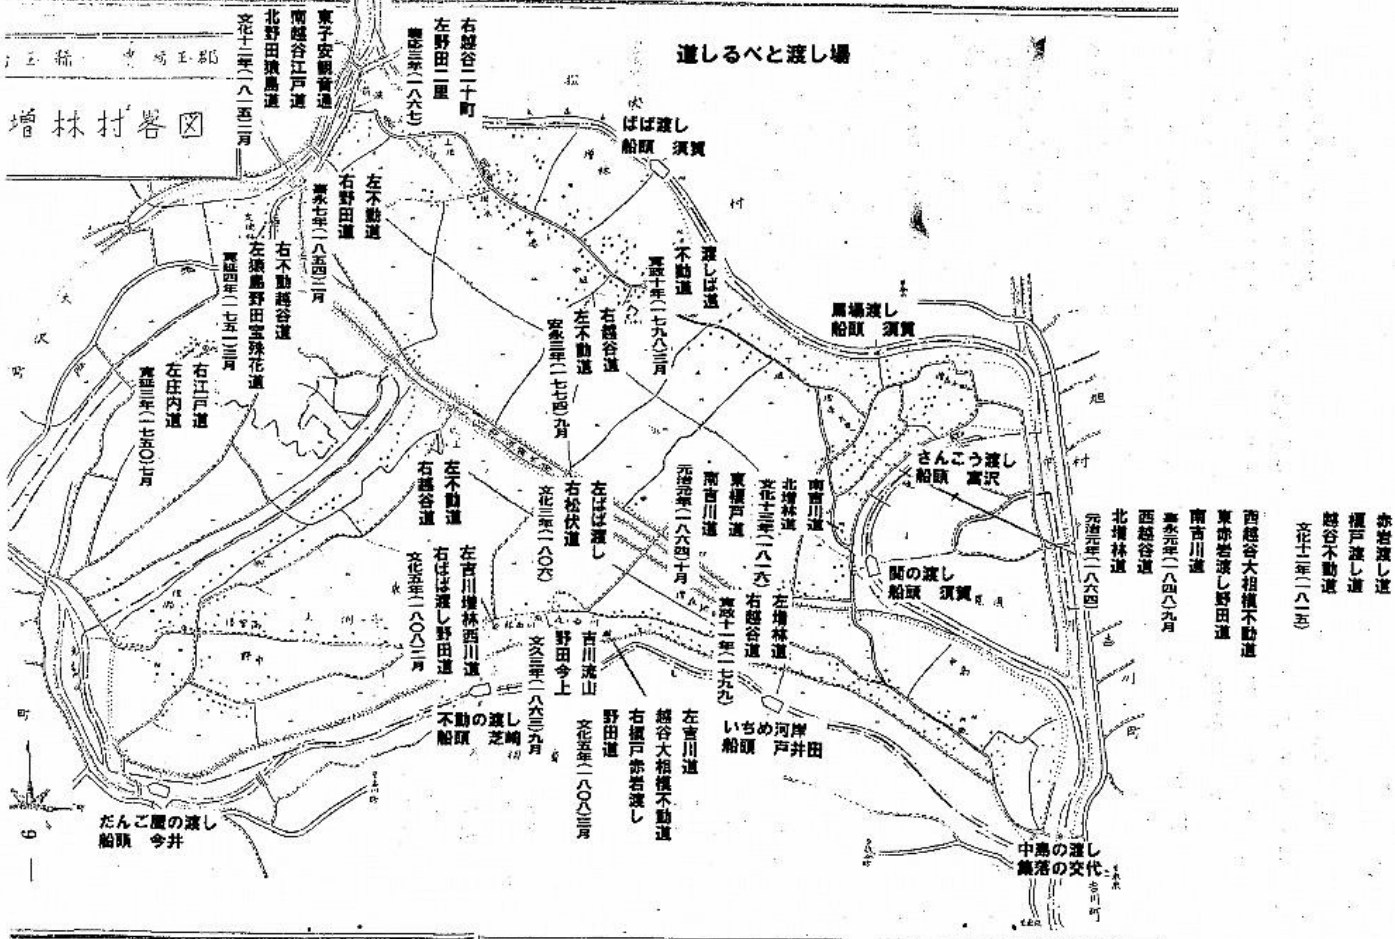 道しるべと渡し場
増林村畧図
東子安観音道
南越谷江戸道
北野田猿島道
文化十二年(一八一五)二月
右越谷二十町
左野田二里
慶応三年(一八六七)
ばば渡し
船頭 須賀
増林
村
左不動道
右野田道
嘉永七年(一八五四)二月
右不動越谷道
左猿島野田宝珠花道
寛延四年(一七五一)三月
右江戸道
左庄内道
寛延三年(一七五〇)七月
渡しば道
不動道
寛政十年(一七九八)三月
右越谷道
左不動道
安永三年(一七七四)九月
馬場渡し
船頭 須賀
さんこう渡し
船頭 富沢
左不動道
右越谷道
左ばば渡し
右松伏道
文化三年(一八〇六)
南吉川道
元治元年(一八六四)十月
南吉川道
北増林道
東榎戸道
文化十三年(一八一六)
関の渡し
船頭 須賀
左吉川増林西川道
右ばば渡し野田道
文化五年(一八〇八)二月
吉川流山
野田今上
文久三年(一八六三)九月
左増林道
右越谷道
寛政十一年(一七九九)
不動の渡し
船頭 芝崎
左吉川道
越谷大相模不動道
右榎戸赤岩渡し
野田道
文化五年(一八〇八)三月
いちめ河岸
船頭 戸井田
だんご屋の渡し
船頭 今井
中島の渡し
集落の交代
吉川町
赤岩渡し道
榎戸渡し道
越谷不動道
文化十二年(一八一五)
西越谷大相模不動道
東赤岩渡し野田道
南吉川道
嘉永元年(一八四八)九月
西越谷道
北増林道
元治元年(一八六四)
旭
村
吉
川
町
大
沢
町